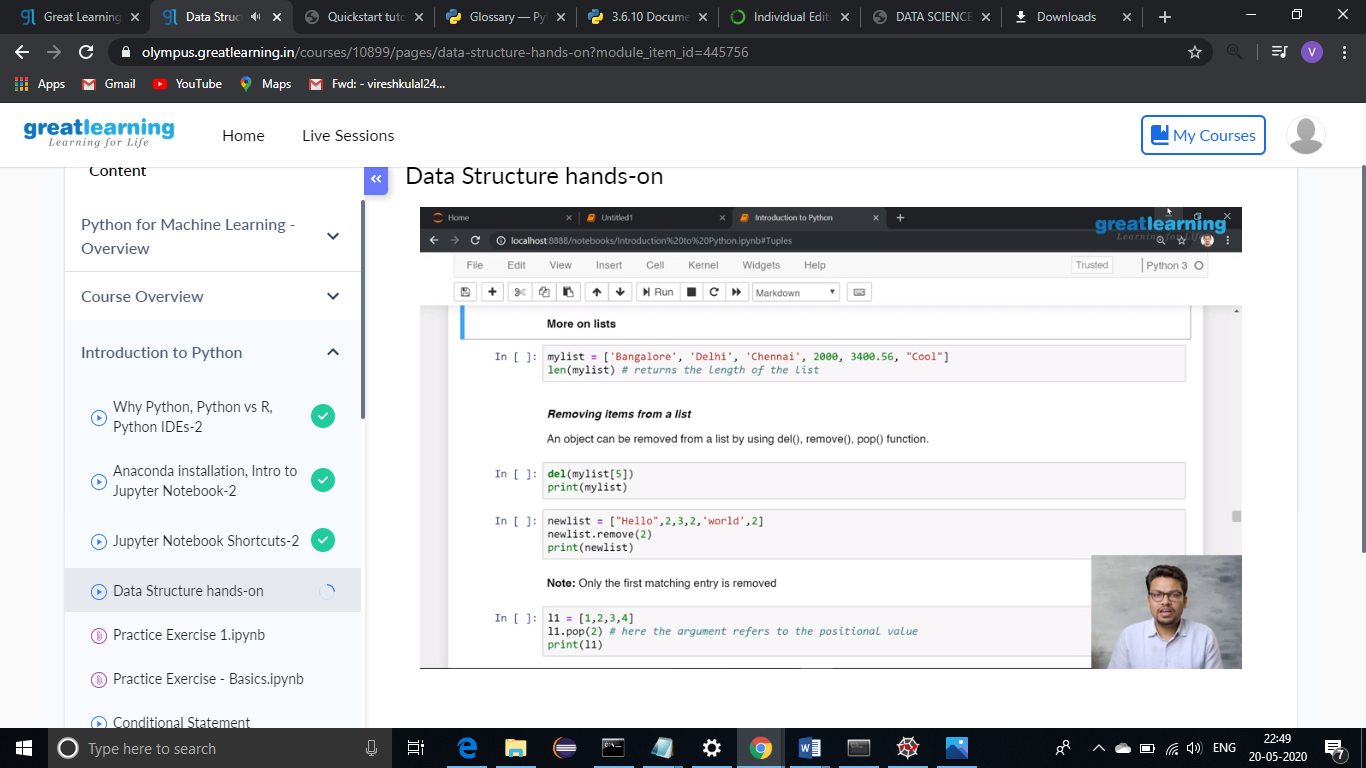 Great Learning
Data Struc
Quickstart tuto
Glossary — Py
3.6.10 Docume
Individual Editi
DATA SCIENCE
Downloads
olympus.greatlearning.in/courses/10899/pages/data-structure-hands-on?module_item_id=445756
V
Apps
Gmail
YouTube
Maps
Fwd: - vireshkulal24...
greatlearning
Learning for Life
Home
Live Sessions
My Courses
Content
Python for Machine Learning -
Overview
Course Overview
Introduction to Python
Why Python, Python vs R,
Python IDEs-2
Anaconda installation, Intro to
Jupyter Notebook-2
Jupyter Notebook Shortcuts-2
Data Structure hands-on
Practice Exercise 1.ipynb
Practice Exercise - Basics.ipynb
Conditional Statement
Data Structure hands-on
Home
Untitled1
Introduction to Python
greatlearning
Learning for Life
localhost:8888/notebooks/Introduction%20to%20Python.ipynb#Tuples
File Edit View Insert Cell Kernel Widgets Help
Trusted
Python 3
Run
Markdown
More on lists
In [ ]: mylist = ['Bangalore', 'Delhi', 'Chennai', 2000, 3400.56, "Cool"]
len(mylist) # returns the length of the list
Removing items from a list
An object can be removed from a list by using del(), remove(), pop() function.
In [ ]: del(mylist[5])
print(mylist)
In [ ]: newlist = ["Hello",2,3,2,'world',2]
newlist.remove(2)
print(newlist)
Note: Only the first matching entry is removed
In [ ]: l1 = [1,2,3,4]
l1.pop(2) # here the argument refers to the positional value
print(l1)
Type here to search
ENG
22:49
20-05-2020
7